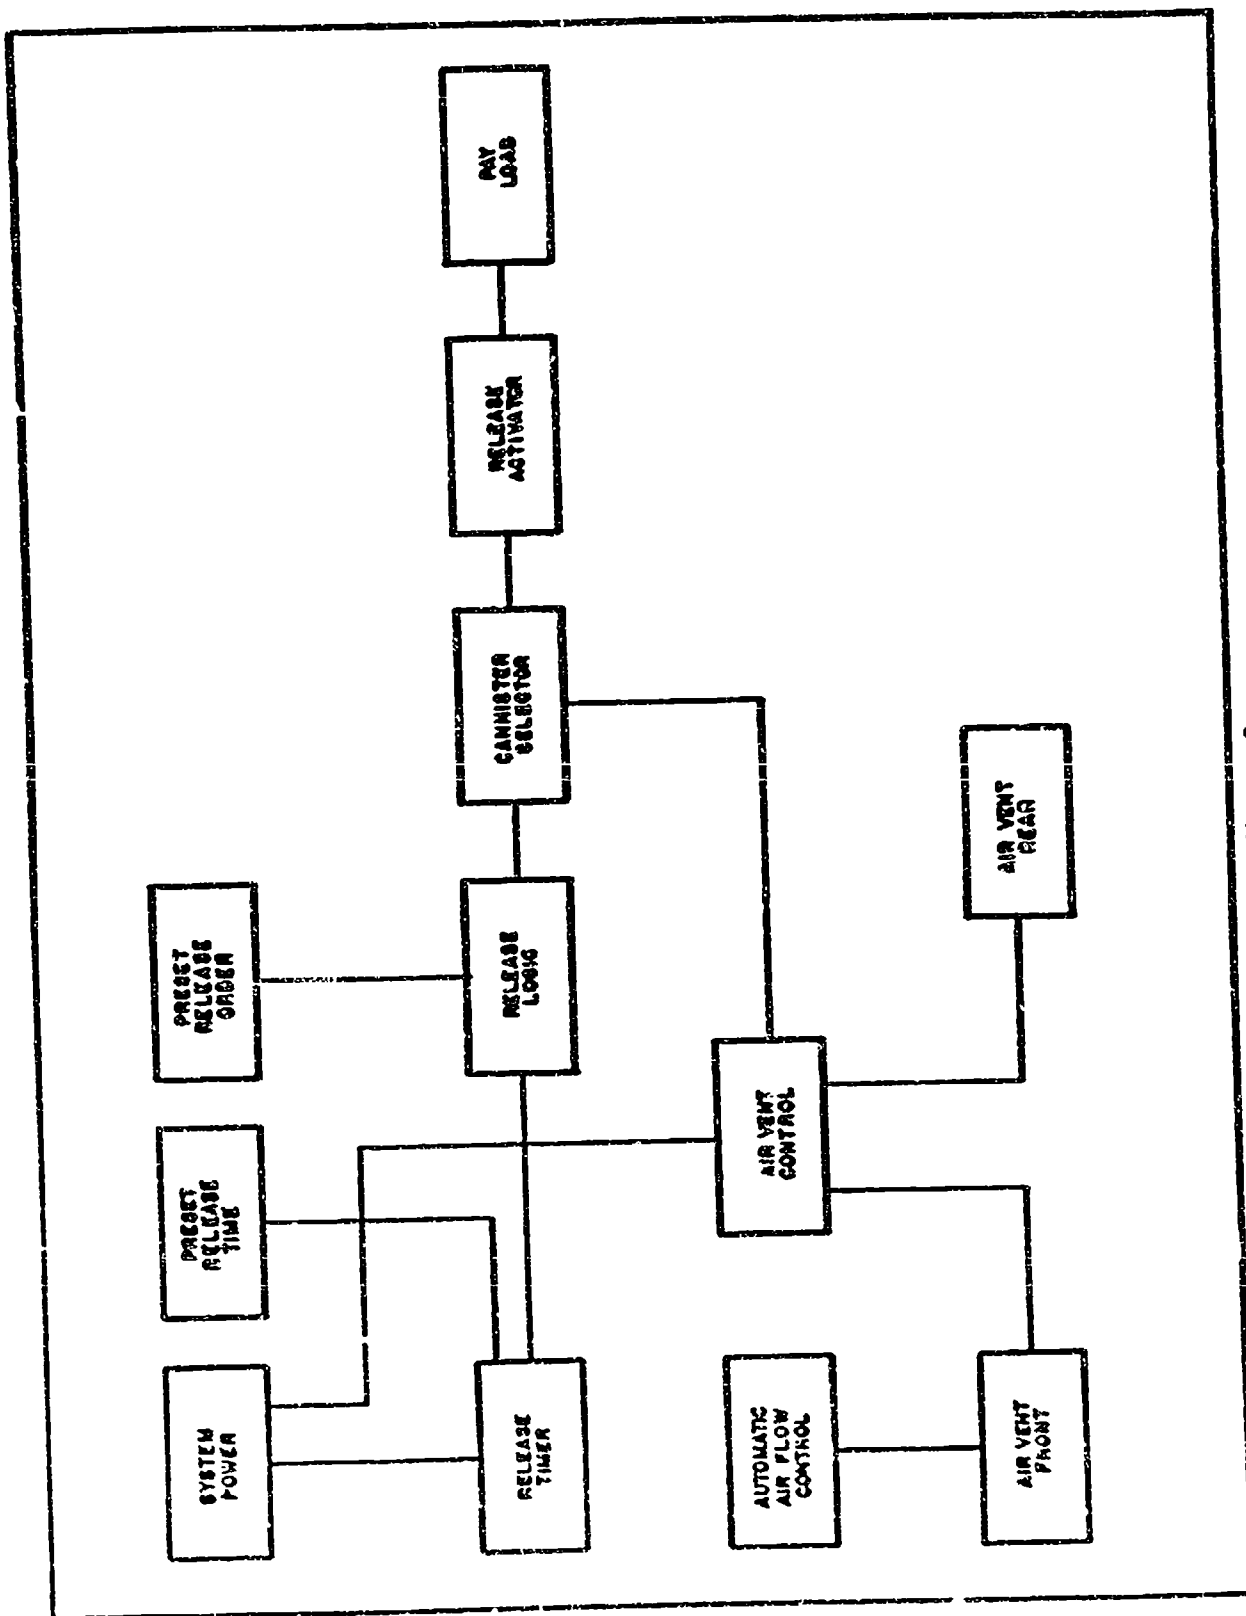 SYSTEM
POWER
PRESET
RELEASE
TIME
PRESET
RELEASE
ORDER
RELEASE
TIMER
RELEASE
LOGIC
CANNISTER
SELECTOR
RELEASE
ACTIVATOR
PAY
LOAD
AUTOMATIC
AIR FLOW
CONTROL
AIR VENT
CONTROL
AIR VENT
FRONT
AIR VENT
REAR